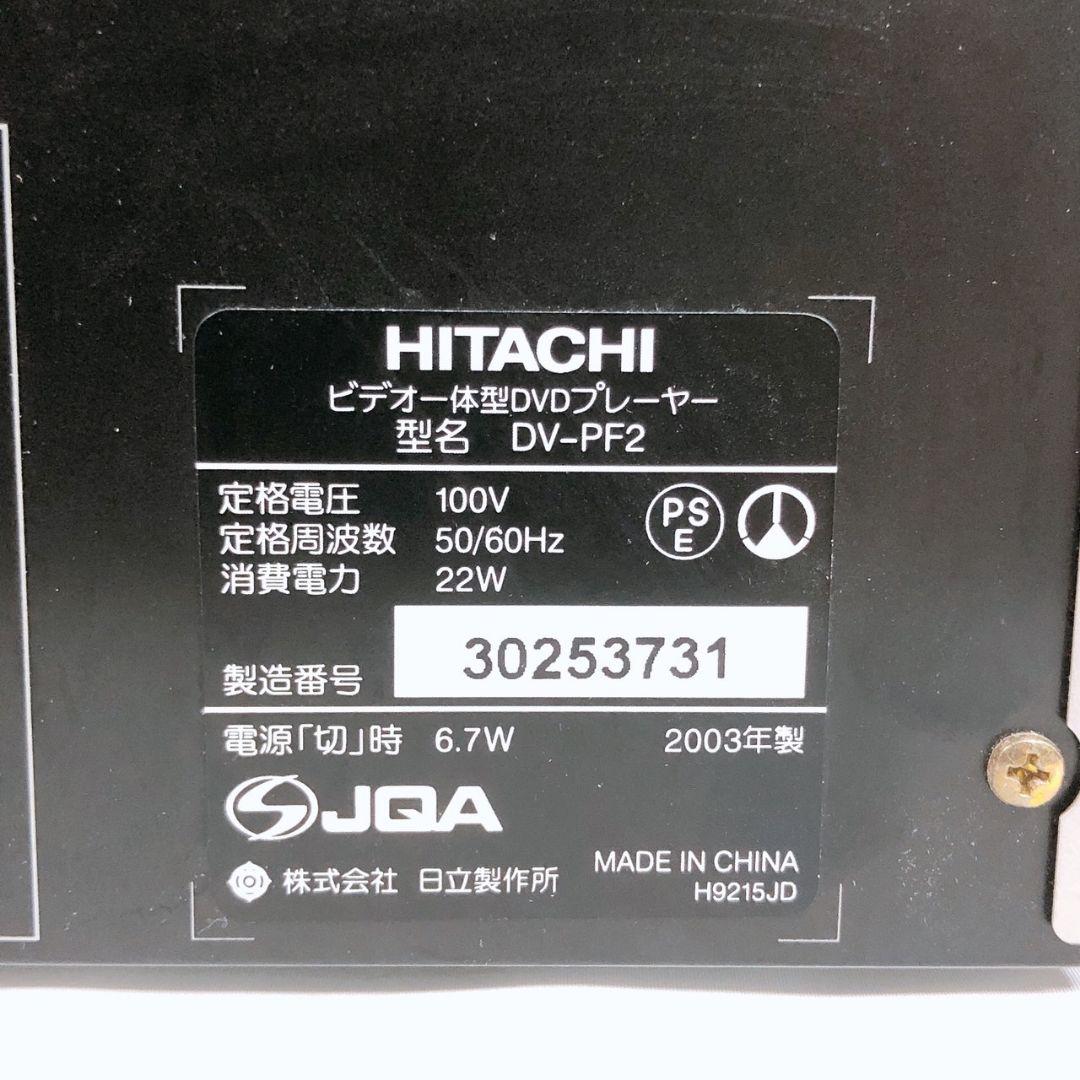 HITACHI
ビデオ一体型DVDプレーヤー
型名 DV-PF2
定格電圧 100V
定格周波数 50/60Hz
消費電力 22W
PS
E
製造番号 30253731
電源「切」時 6.7W 2003年製
JQA
株式会社 日立製作所
MADE IN CHINA
H9215JD